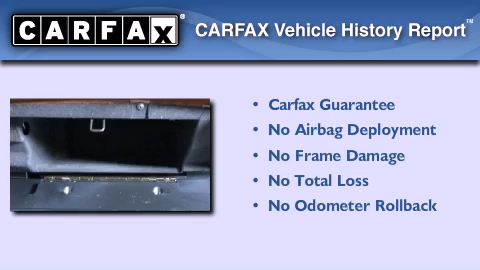 CARFAX® CARFAX Vehicle History Report™
• Carfax Guarantee
• No Airbag Deployment
• No Frame Damage
• No Total Loss
• No Odometer Rollback